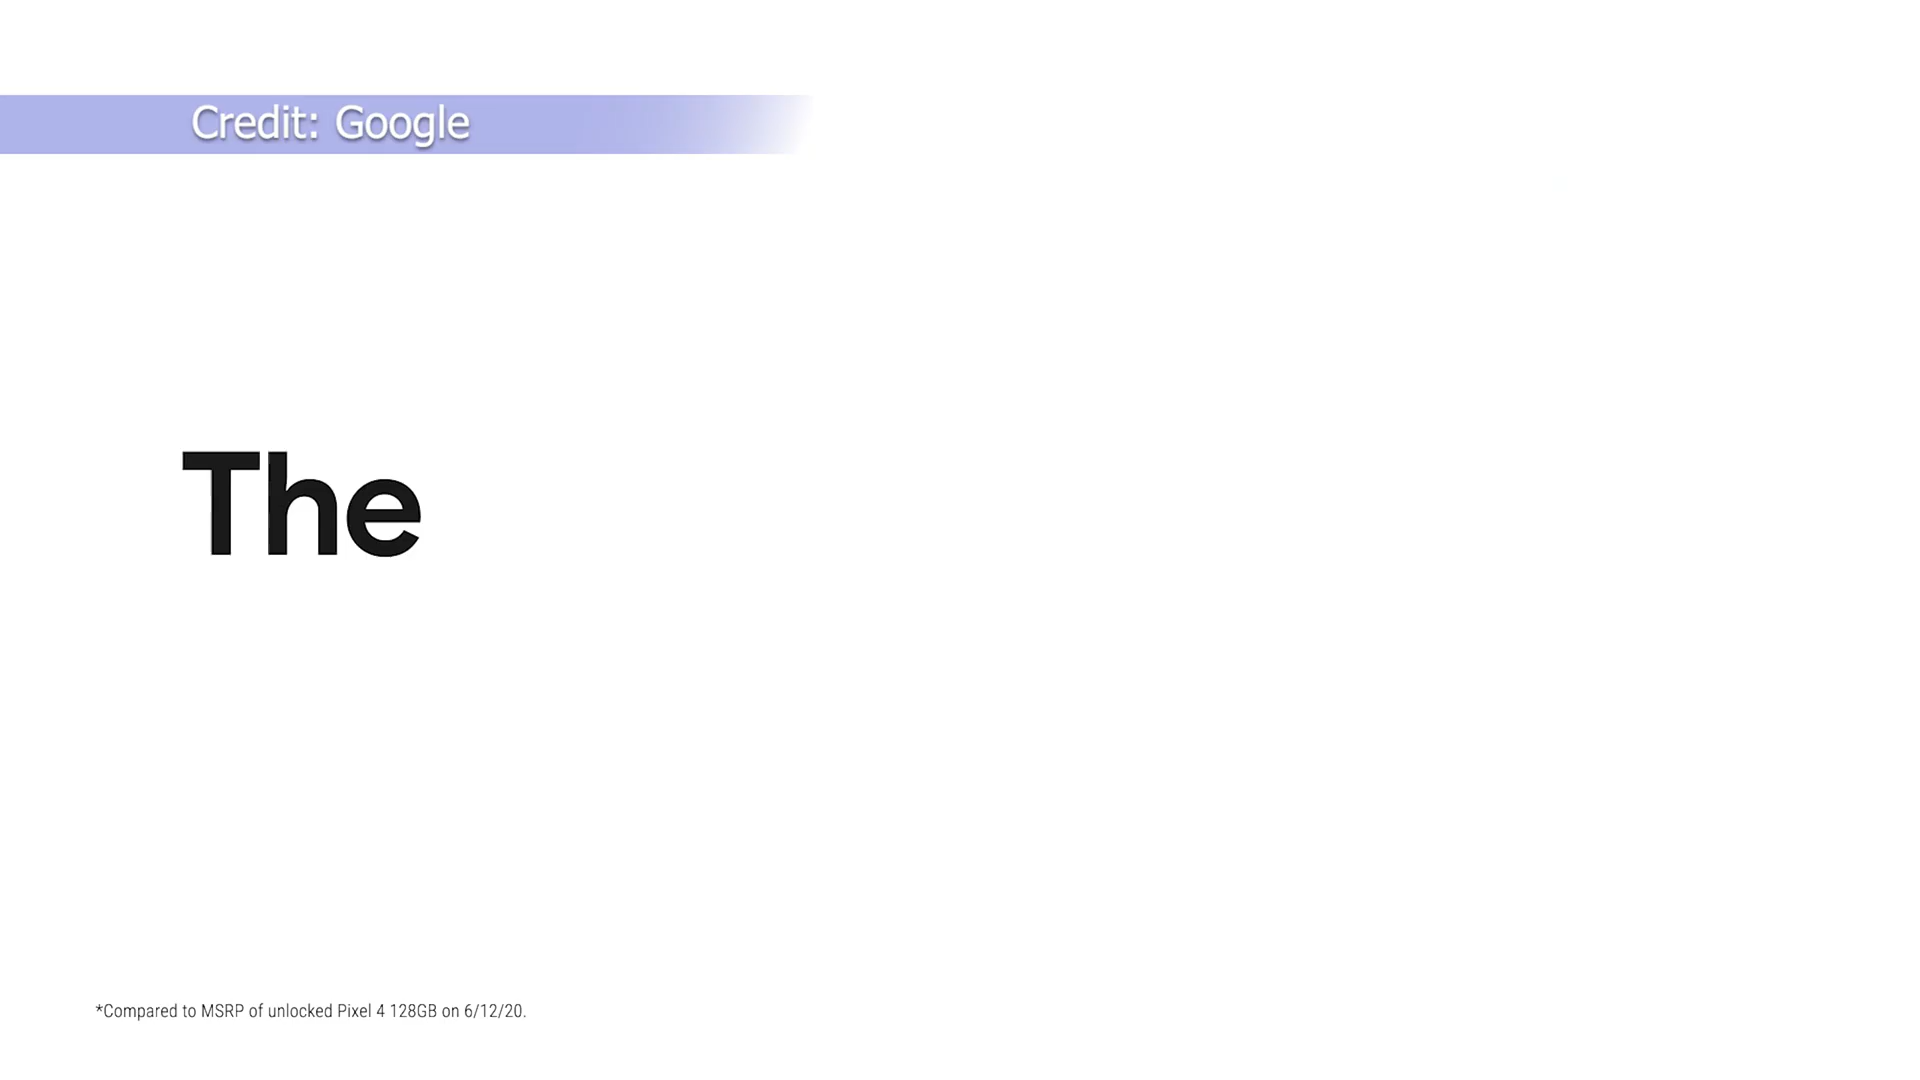 Credit: Google
The
*Compared to MSRP of unlocked Pixel 4 128GB on 6/12/20.